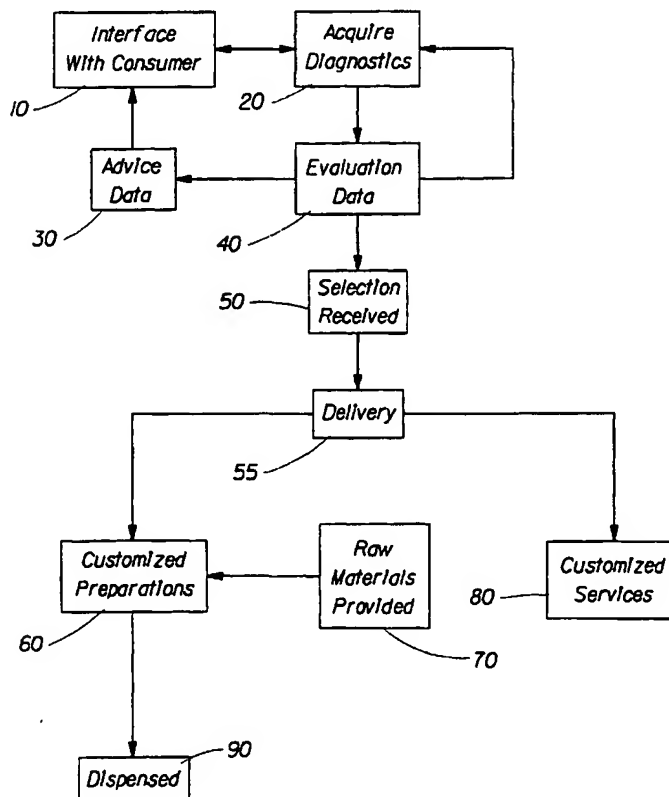 Interface
With Consumer
10
Acquire
Diagnostics
20
Advice
Data
30
Evaluation
Data
40
50
Selection
Received
Delivery
55
Customized
Preparations
60
Raw
Materials
Provided
70
Customized
Services
80
90
Dispensed